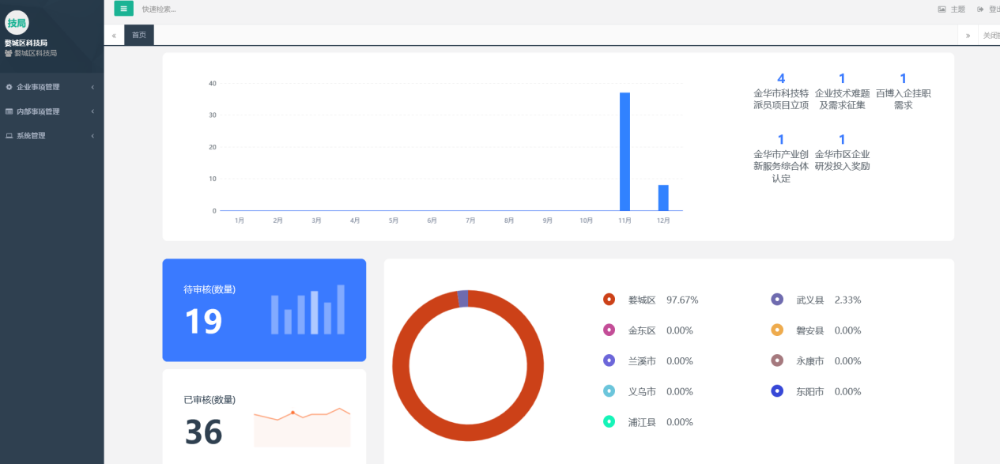 快速检索...
主题
登出
技局
婺城区科技局
婺城区科技局
企业事项管理
内部事项管理
系统管理
首页
40
30
20
10
0
1月
2月
3月
4月
5月
6月
7月
8月
9月
10月
11月
12月
4
金华市科技特
派员项目立项
1
企业技术难题
及需求征集
1
百博入企挂职
需求
1
金华市产业创
新服务综合体
认定
1
金华市区企业
研发投入奖励
待审核(数量)
19
已审核(数量)
36
婺城区 97.67%
武义县 2.33%
金东区 0.00%
磐安县 0.00%
兰溪市 0.00%
永康市 0.00%
义乌市 0.00%
东阳市 0.00%
浦江县 0.00%